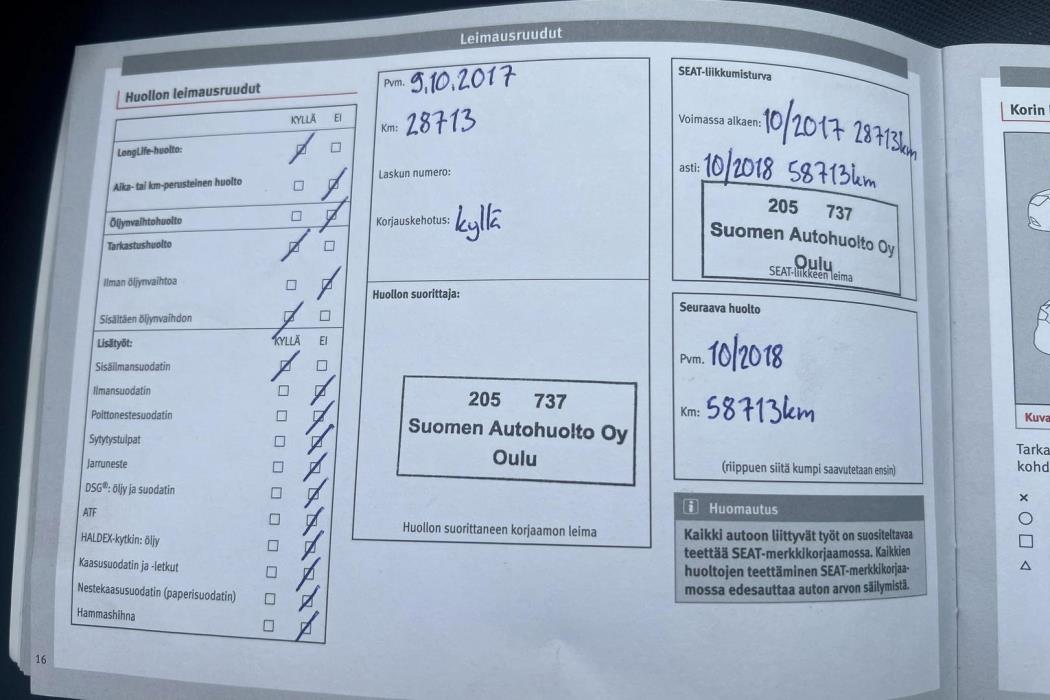 Leimausruudut
Huollon leimausruudut
KYLLÄ EI
LongLife-huolto:
Aika- tai km-perusteinen huolto
Öljynvaihtohuolto
Tarkastushuolto
Ilman öljynvaihtoa
Sisältäen öljynvaihdon
Lisätyöt: KYLLÄ EI
Sisäilmansuodatin
Ilmansuodatin
Polttonestesuodatin
Sytytystulpat
Jarruneste
DSG®: öljy ja suodatin
ATF
HALDEX-kytkin: öljy
Kaasusuodatin ja -letkut
Nestekaasusuodatin (paperisuodatin)
Hammashihna
16
Pvm. 9.10.2017
Km: 28713
Laskun numero:
Korjauskehotus: kyllä
Huollon suorittaja:
205 737
Suomen Autohuolto Oy
Oulu
Huollon suorittaneen korjaamon leima
SEAT-liikkumisturva
Voimassa alkaen: 10/2017 28713km
asti: 10/2018 58713km
205 737
Suomen Autohuolto Oy
Oulu
SEAT-liikkeen leima
Seuraava huolto
Pvm. 10/2018
Km: 58713km
(riippuen siitä kumpi saavutetaan ensin)
i Huomautus
Kaikki autoon liittyvät työt on suositeltavaa
teettää SEAT-merkkikorjaamossa. Kaikkien
huoltojen teettäminen SEAT-merkkikorjaa-
mossa edesauttaa auton arvon säilymistä.
Korin
Kuva
Tarka
kohd